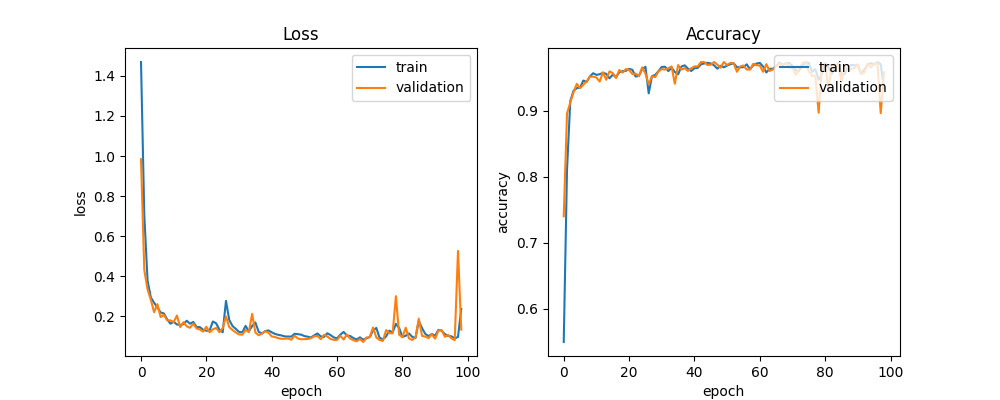 Loss
train
validation
1.4
1.2
1.0
0.8
0.6
0.4
0.2
loss
0 20 40 60 80 100
epoch
Accuracy
train
validation
0.9
0.8
0.7
0.6
accuracy
0 20 40 60 80 100
epoch